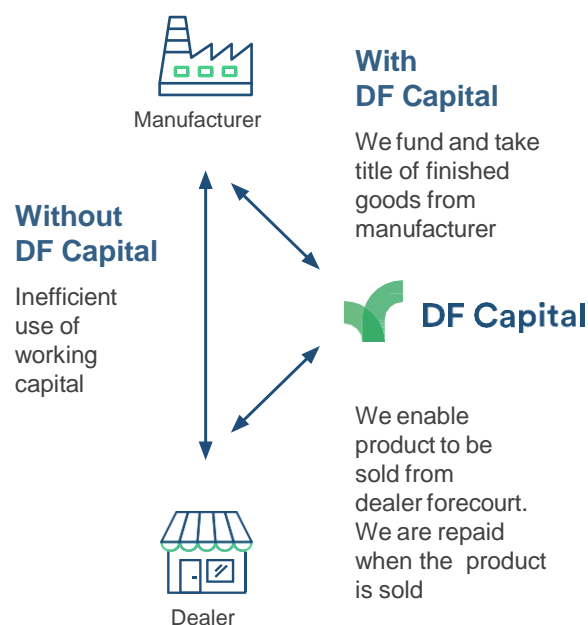 Manufacturer
With
DF Capital
We fund and take
title of finished
goods from
manufacturer
Without
DF Capital
Inefficient
use of
working
capital
DF Capital
We enable
product to be
sold from
dealer forecourt.
We are repaid
when the product
is sold
Dealer